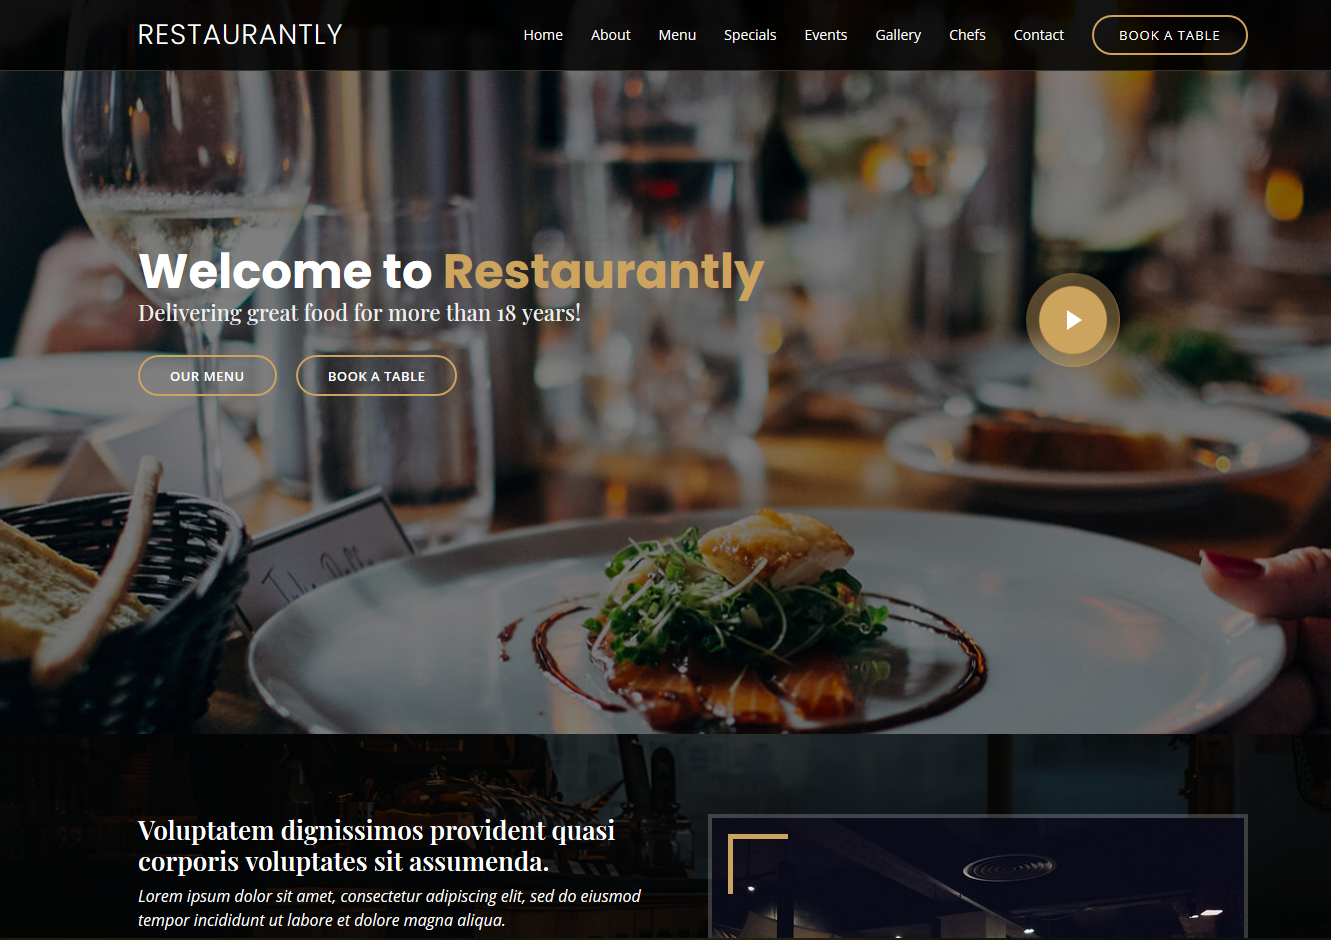 RESTAURANTLY
Home About Menu Specials Events Gallery Chefs Contact BOOK A TABLE
Welcome to Restaurantly
Delivering great food for more than 18 years!
OUR MENU BOOK A TABLE
Voluptatem dignissimos provident quasi
corporis voluptates sit assumenda.
Lorem ipsum dolor sit amet, consectetur adipiscing elit, sed do eiusmod
tempor incididunt ut labore et dolore magna aliqua.